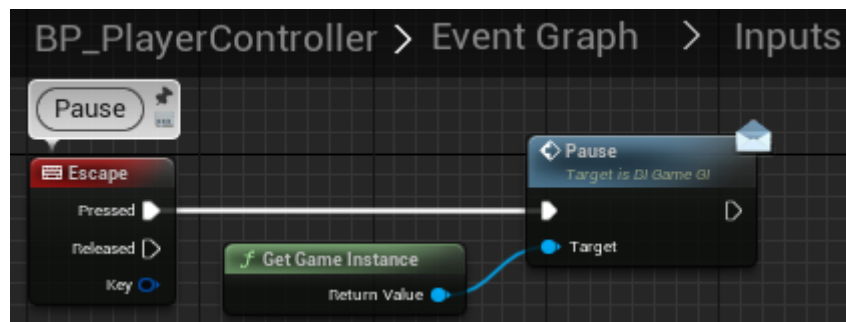 BP_PlayerController > Event Graph > Inputs
Pause
Escape
Pressed
Released
Key
Get Game Instance
Return Value
Pause
Target is BI Game GI
Target